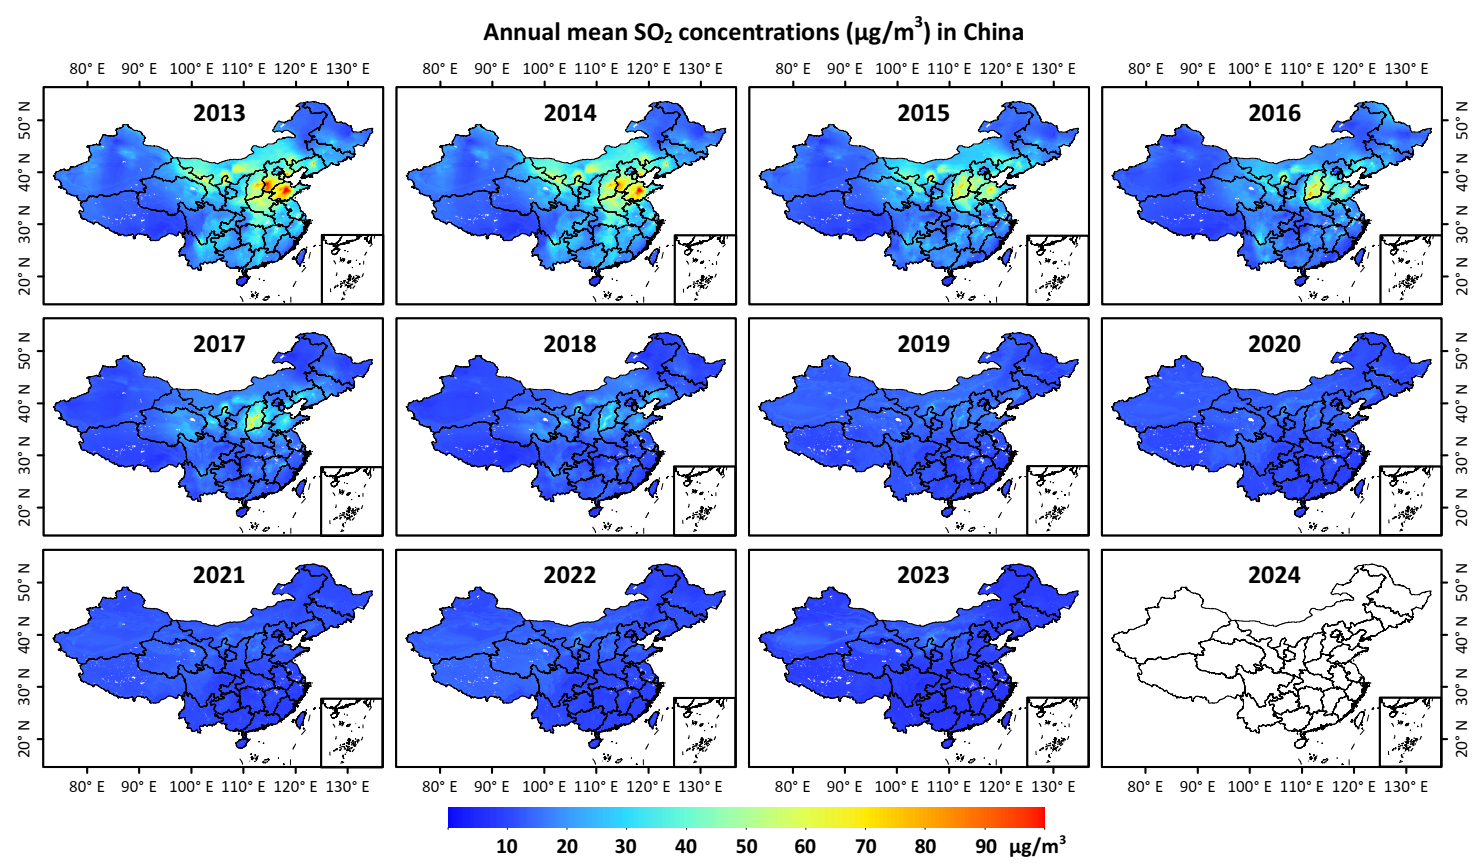 Annual mean SO₂ concentrations (µg/m³) in China
80° E 90° E 100° E 110° E 120° E 130° E 80° E 90° E 100° E 110° E 120° E 130° E 80° E 90° E 100° E 110° E 120° E 130° E 80° E 90° E 100° E 110° E 120° E 130° E
2013 2014 2015 2016
50° N 50° N
40° N 40° N
30° N 30° N
20° N 20° N
2017 2018 2019 2020
50° N 50° N
40° N 40° N
30° N 30° N
20° N 20° N
2021 2022 2023 2024
50° N 50° N
40° N 40° N
30° N 30° N
20° N 20° N
80° E 90° E 100° E 110° E 120° E 130° E 80° E 90° E 100° E 110° E 120° E 130° E 80° E 90° E 100° E 110° E 120° E 130° E 80° E 90° E 100° E 110° E 120° E 130° E
10 20 30 40 50 60 70 80 90 µg/m³